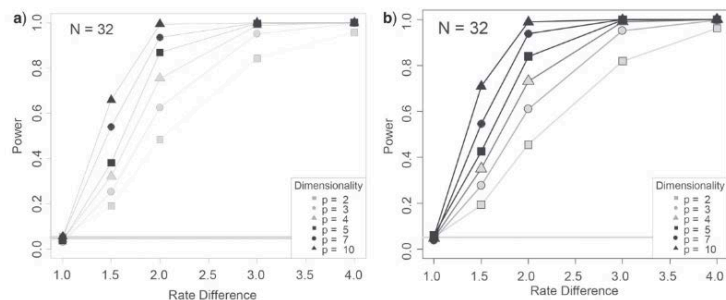 a)
N = 32
Power
1.0
0.8
0.6
0.4
0.2
0.0
Dimensionality
p = 2
p = 3
p = 4
p = 5
p = 7
p = 10
1.0 1.5 2.0 2.5 3.0 3.5 4.0
Rate Difference
b)
N = 32
Power
1.0
0.8
0.6
0.4
0.2
0.0
Dimensionality
p = 2
p = 3
p = 4
p = 5
p = 7
p = 10
1.0 1.5 2.0 2.5 3.0 3.5 4.0
Rate Difference